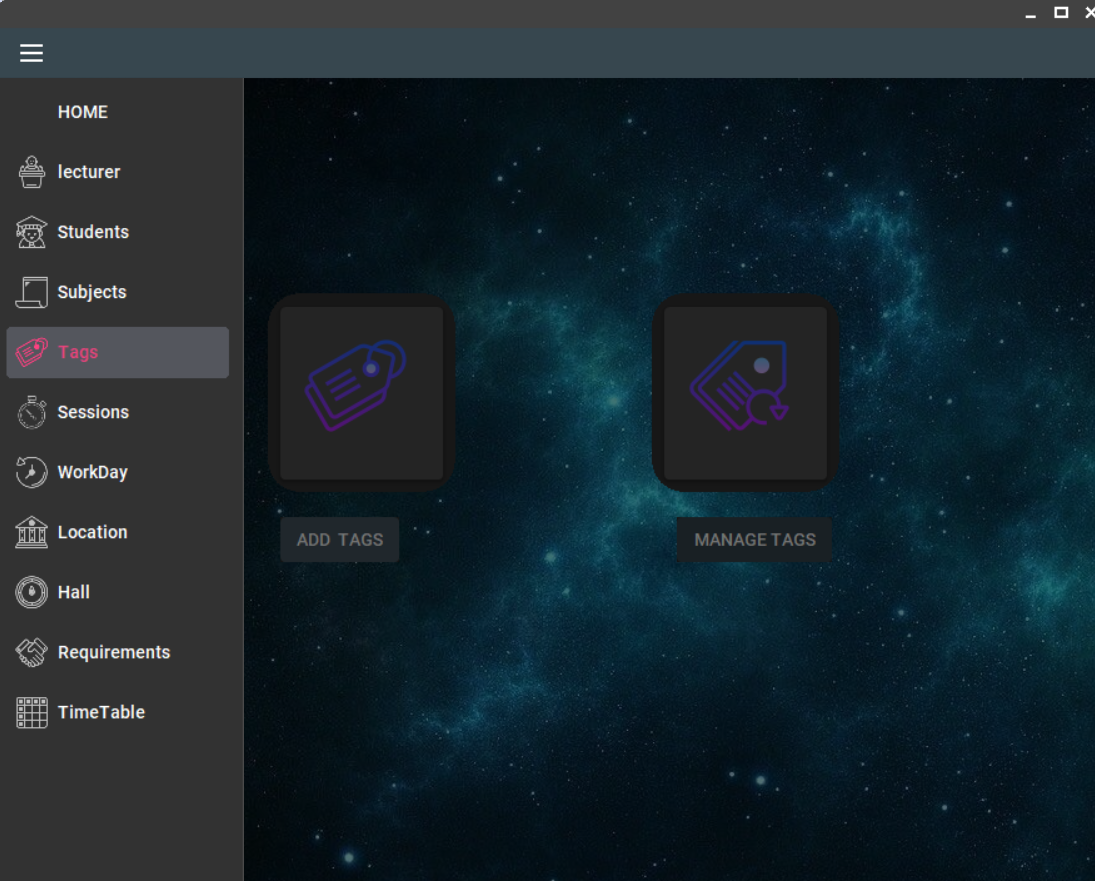 HOME
lecturer
Students
Subjects
Tags
Sessions
WorkDay
Location
Hall
Requirements
TimeTable
ADD TAGS
MANAGE TAGS